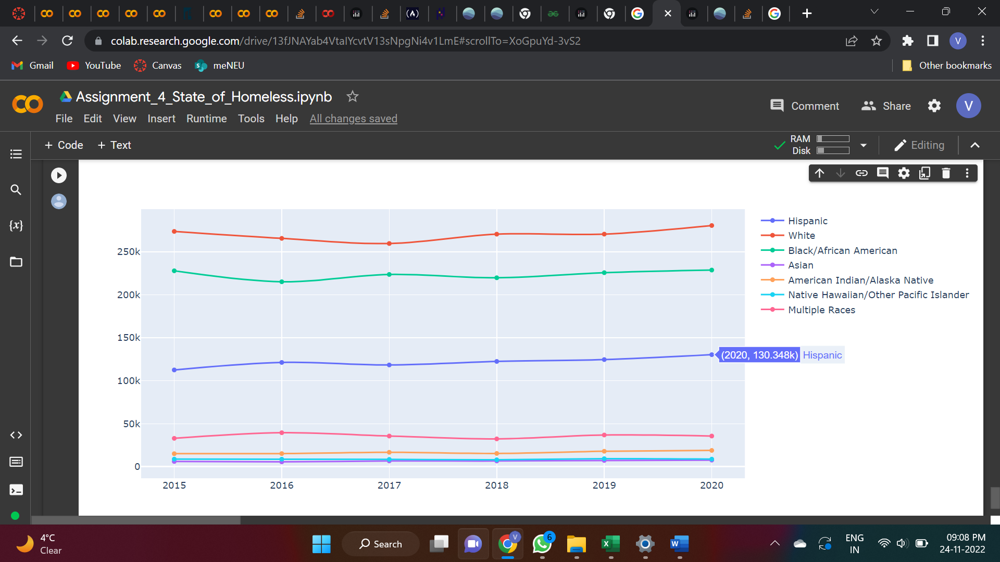 colab.research.google.com/drive/13fJNAYab4VtaIYcvtV13sNpgNi4v1LmE#scrollTo=XoGpuYd-3vS2
V
Gmail YouTube Canvas meNEU Other bookmarks
Assignment_4_State_of_Homeless.ipynb
File Edit View Insert Runtime Tools Help All changes saved
Comment Share V
+ Code + Text
RAM
Disk
Editing
{x}
250k
200k
150k
100k
50k
0
2015 2016 2017 2018 2019 2020
Hispanic
White
Black/African American
Asian
American Indian/Alaska Native
Native Hawaiian/Other Pacific Islander
Multiple Races
(2020, 130.348k) Hispanic
4°C
Clear
Search
V
6
ENG
IN
09:08 PM
24-11-2022